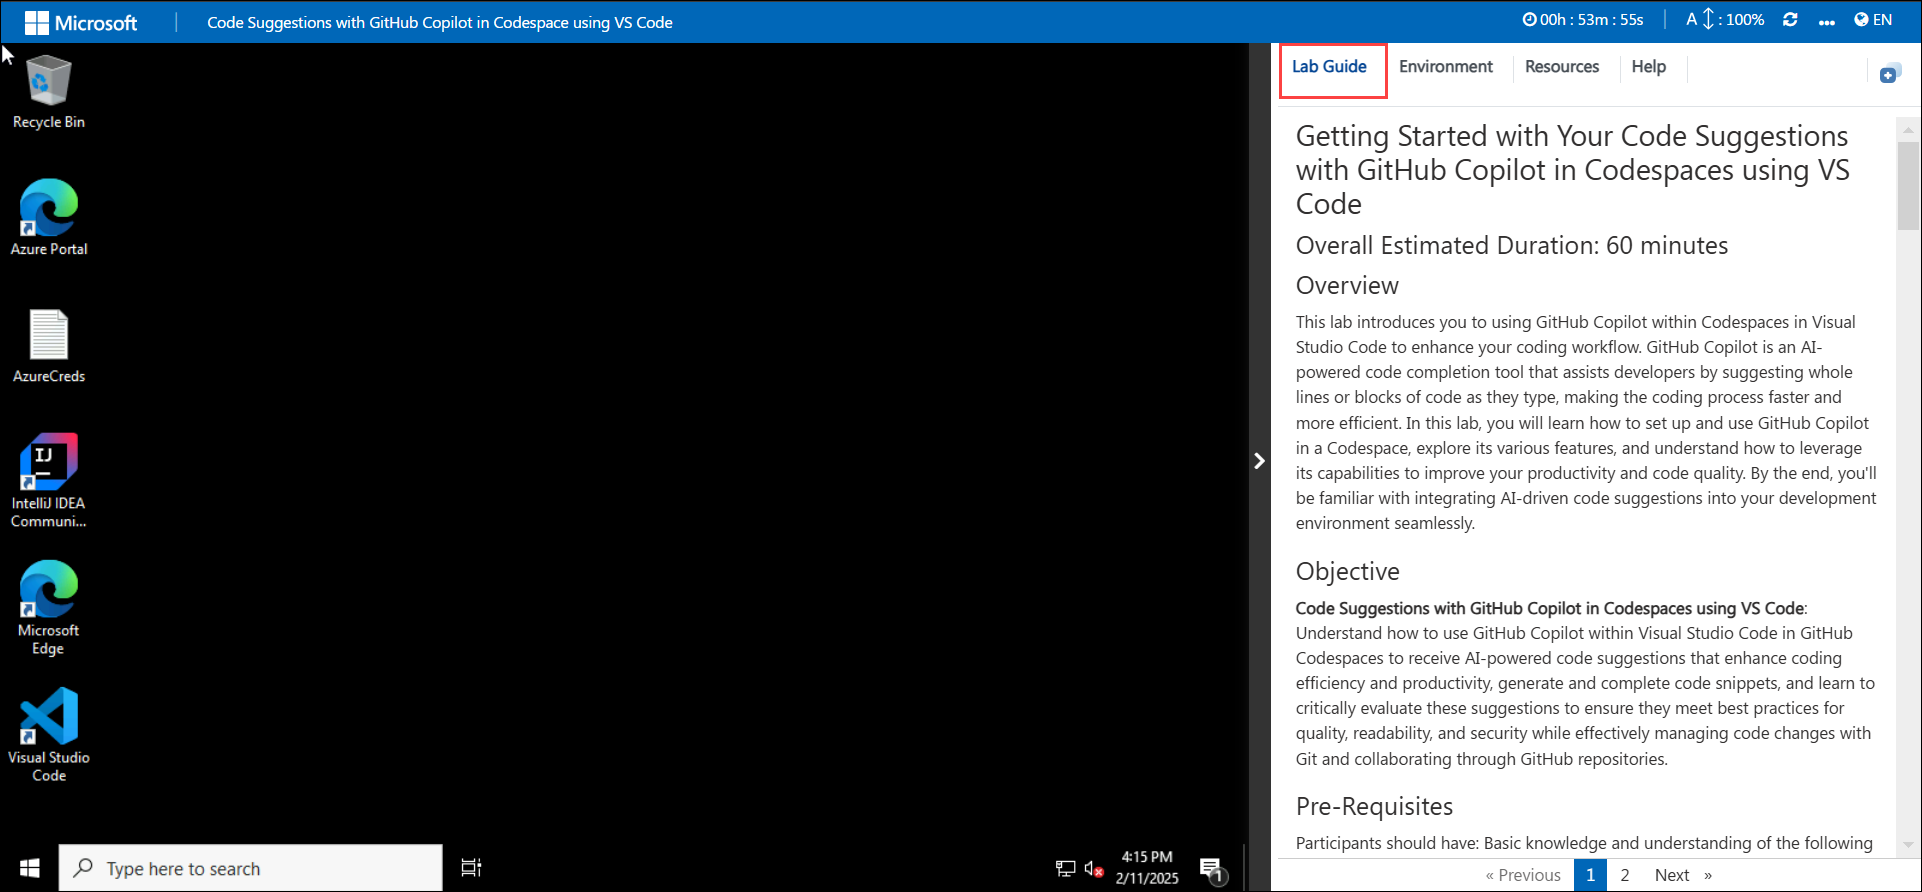 Microsoft
Code Suggestions with GitHub Copilot in Codespace using VS Code
00h : 53m : 55s
A : 100%
EN
Recycle Bin
Azure Portal
AzureCreds
IJ
IntelliJ IDEA
Communi...
Microsoft
Edge
Visual Studio
Code
Type here to search
4:15 PM
2/11/2025
1
Lab Guide
Environment
Resources
Help
Getting Started with Your Code Suggestions
with GitHub Copilot in Codespaces using VS
Code
Overall Estimated Duration: 60 minutes
Overview
This lab introduces you to using GitHub Copilot within Codespaces in Visual
Studio Code to enhance your coding workflow. GitHub Copilot is an AI-
powered code completion tool that assists developers by suggesting whole
lines or blocks of code as they type, making the coding process faster and
more efficient. In this lab, you will learn how to set up and use GitHub Copilot
in a Codespace, explore its various features, and understand how to leverage
its capabilities to improve your productivity and code quality. By the end, you'll
be familiar with integrating AI-driven code suggestions into your development
environment seamlessly.
Objective
Code Suggestions with GitHub Copilot in Codespaces using VS Code:
Understand how to use GitHub Copilot within Visual Studio Code in GitHub
Codespaces to receive AI-powered code suggestions that enhance coding
efficiency and productivity, generate and complete code snippets, and learn to
critically evaluate these suggestions to ensure they meet best practices for
quality, readability, and security while effectively managing code changes with
Git and collaborating through GitHub repositories.
Pre-Requisites
Participants should have: Basic knowledge and understanding of the following
« Previous
1
2
Next »